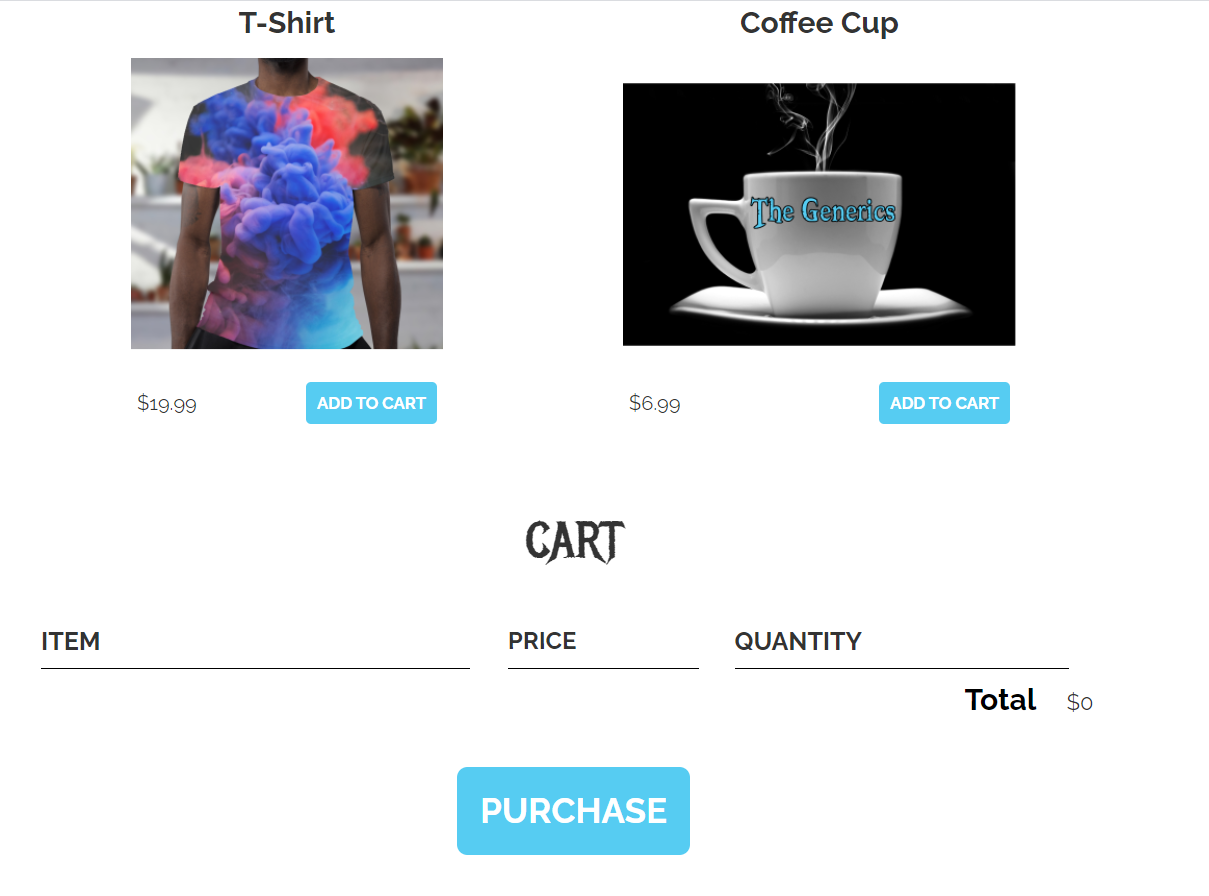 T-Shirt
Coffee Cup
The Generics
$19.99
ADD TO CART
$6.99
ADD TO CART
CART
ITEM
PRICE
QUANTITY
Total
$0
PURCHASE